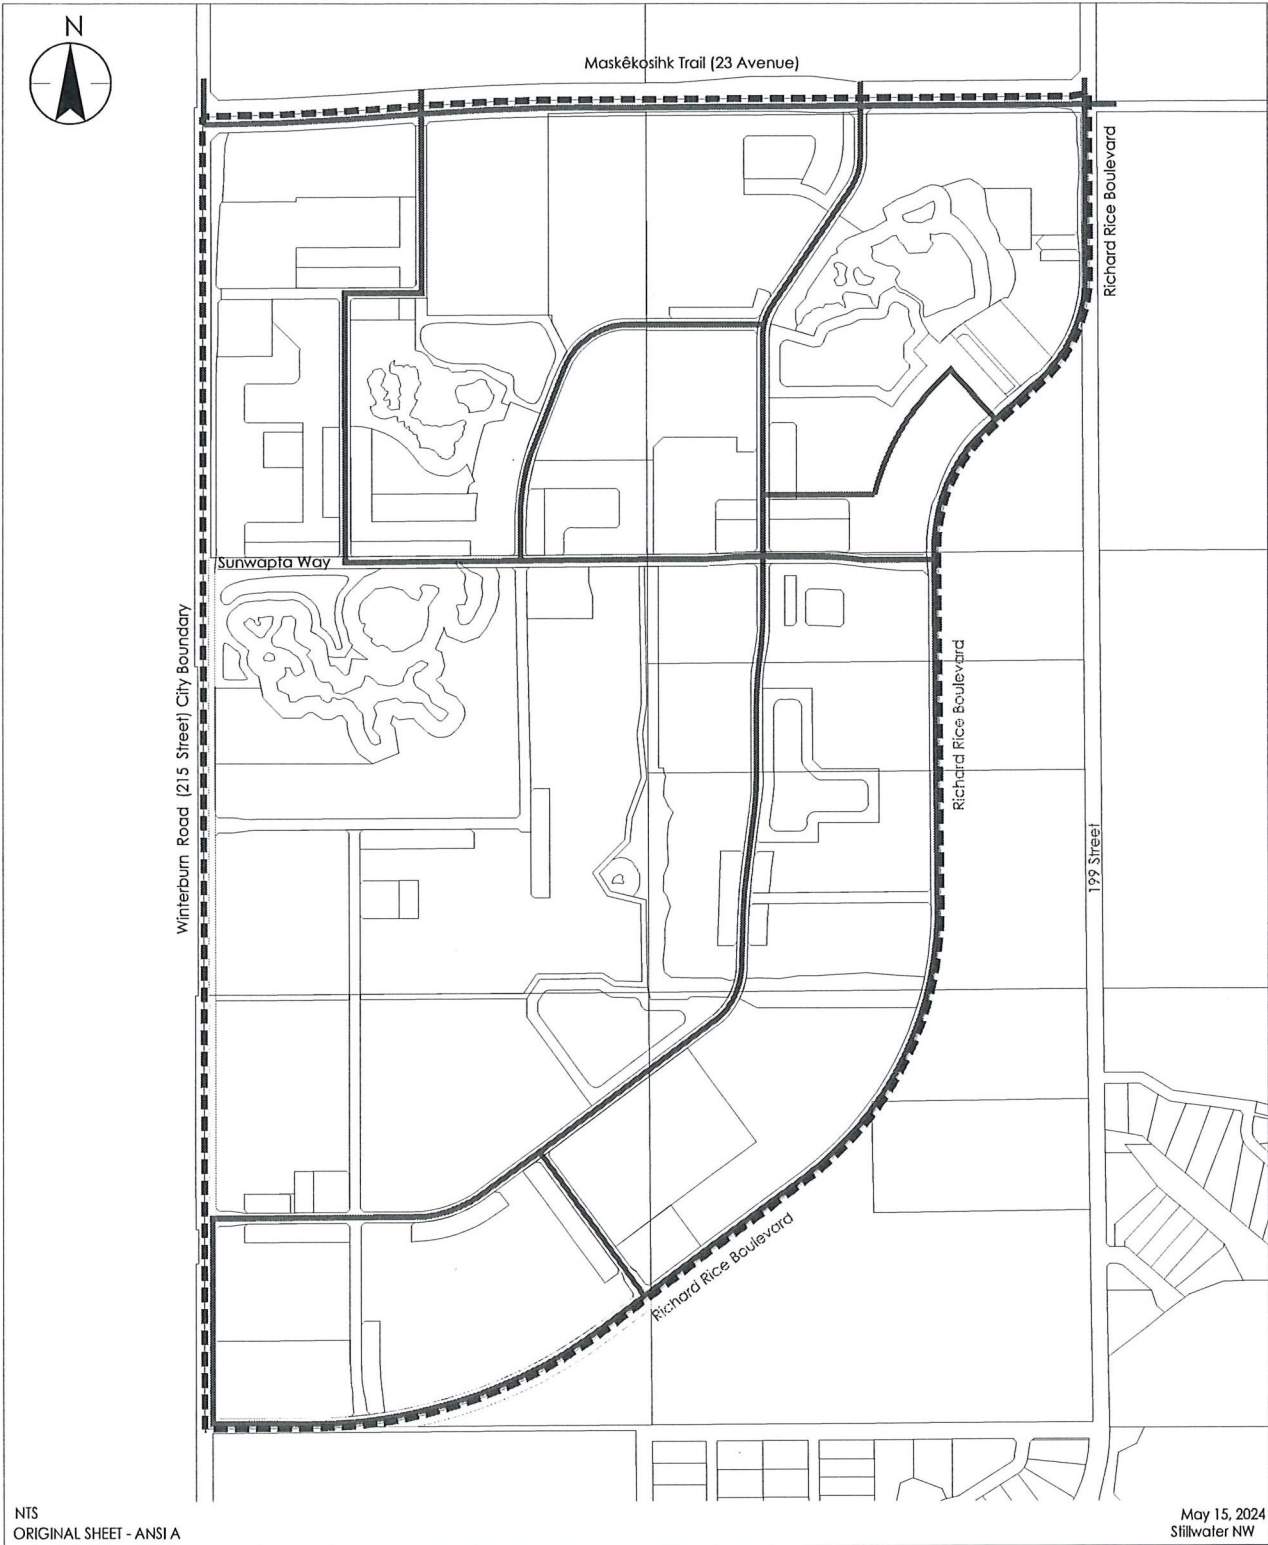 N
Maskêkosihk Trail (23 Avenue)
Richard Rice Boulevard
Sunwapta Way
Winterburn Road (215 Street) City Boundary
Richard Rice Boulevard
199 Street
Richard Rice Boulevard
NTS
ORIGINAL SHEET - ANSI A
May 15, 2024
Stillwater NW